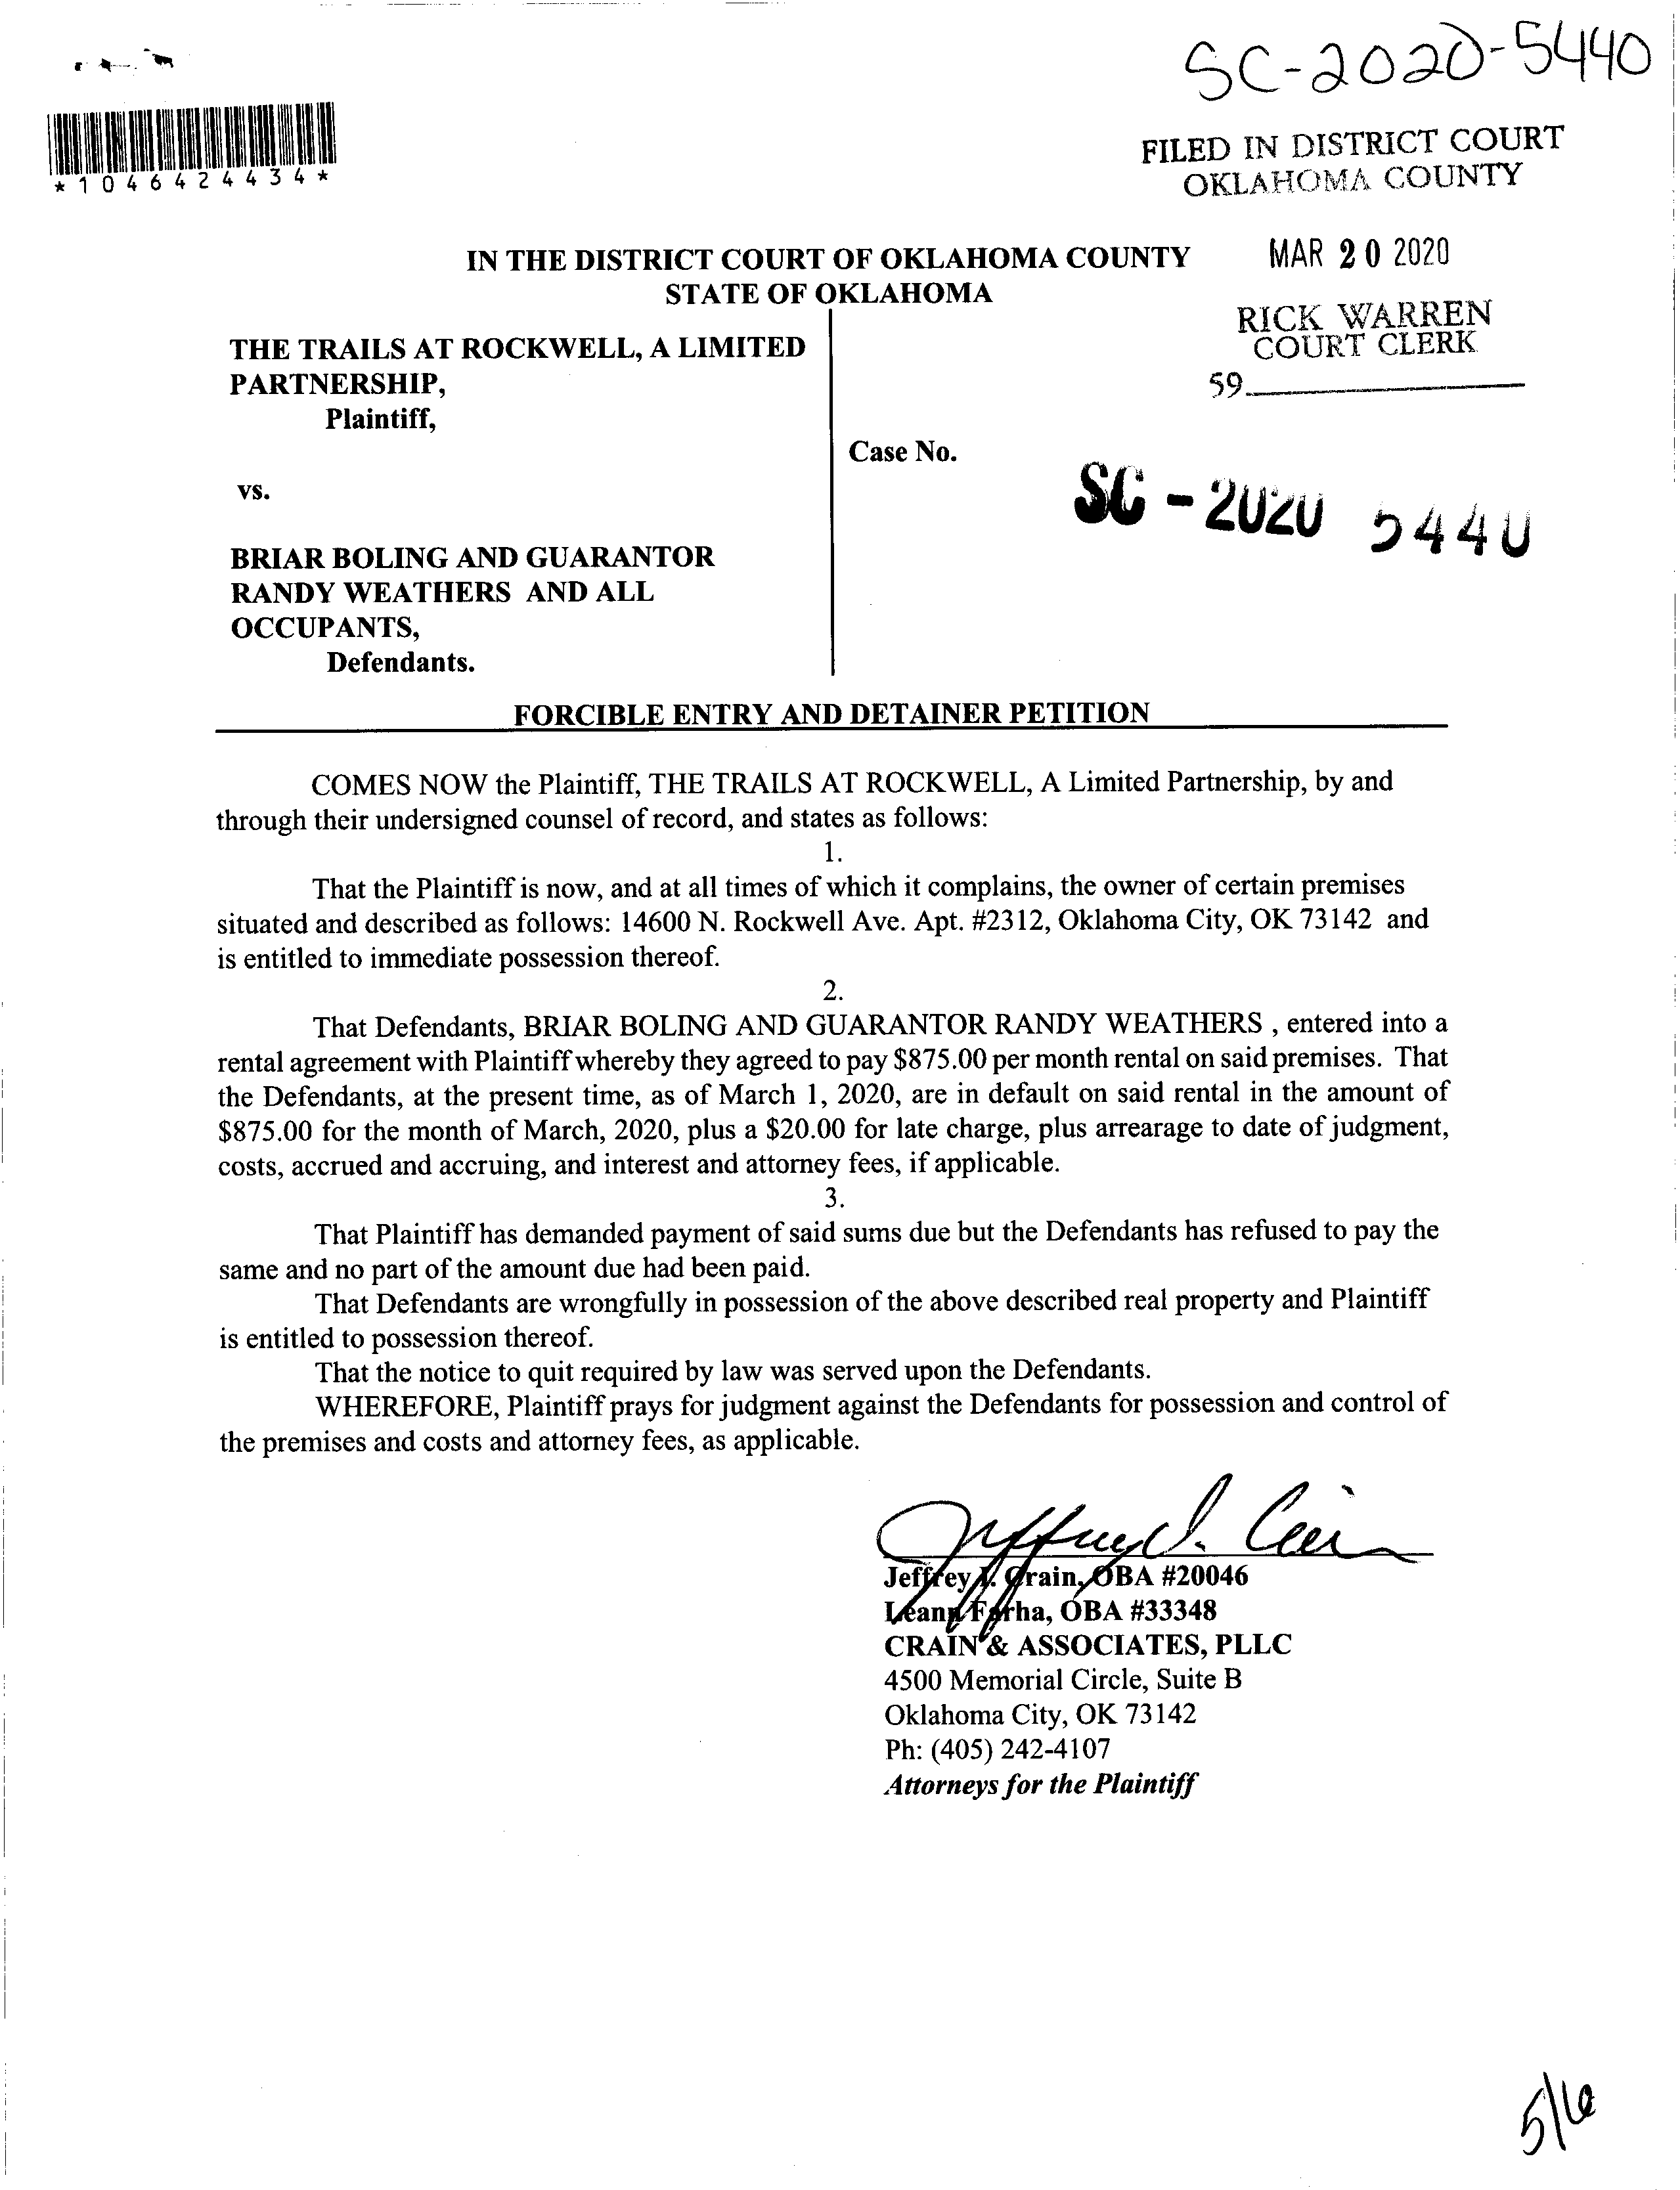 SC-2020-5440
*1046424434*
FILED IN DISTRICT COURT
OKLAHOMA COUNTY
MAR 20 2020
RICK WARREN
COURT CLERK
59
IN THE DISTRICT COURT OF OKLAHOMA COUNTY
STATE OF OKLAHOMA
THE TRAILS AT ROCKWELL, A LIMITED
PARTNERSHIP,
Plaintiff,
vs.
BRIAR BOLING AND GUARANTOR
RANDY WEATHERS AND ALL
OCCUPANTS,
Defendants.
Case No.
SC - 2020 5440
FORCIBLE ENTRY AND DETAINER PETITION
COMES NOW the Plaintiff, THE TRAILS AT ROCKWELL, A Limited Partnership, by and
through their undersigned counsel of record, and states as follows:
1.
That the Plaintiff is now, and at all times of which it complains, the owner of certain premises
situated and described as follows: 14600 N. Rockwell Ave. Apt. #2312, Oklahoma City, OK 73142 and
is entitled to immediate possession thereof.
2.
That Defendants, BRIAR BOLING AND GUARANTOR RANDY WEATHERS , entered into a
rental agreement with Plaintiff whereby they agreed to pay $875.00 per month rental on said premises. That
the Defendants, at the present time, as of March 1, 2020, are in default on said rental in the amount of
$875.00 for the month of March, 2020, plus a $20.00 for late charge, plus arrearage to date of judgment,
costs, accrued and accruing, and interest and attorney fees, if applicable.
3.
That Plaintiff has demanded payment of said sums due but the Defendants has refused to pay the
same and no part of the amount due had been paid.
That Defendants are wrongfully in possession of the above described real property and Plaintiff
is entitled to possession thereof.
That the notice to quit required by law was served upon the Defendants.
WHEREFORE, Plaintiff prays for judgment against the Defendants for possession and control of
the premises and costs and attorney fees, as applicable.
Jeffrey I. Crain, OBA #20046
Leann Farha, OBA #33348
CRAIN & ASSOCIATES, PLLC
4500 Memorial Circle, Suite B
Oklahoma City, OK 73142
Ph: (405) 242-4107
Attorneys for the Plaintiff